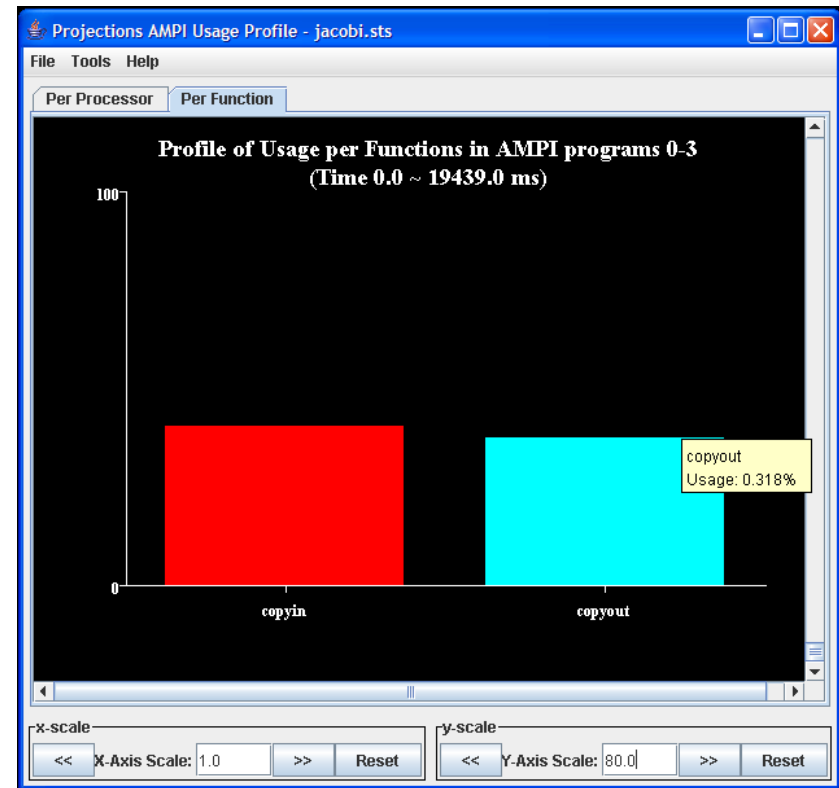 Projections AMPI Usage Profile - jacobi.sts
File Tools Help
Per Processor Per Function
Profile of Usage per Functions in AMPI programs 0-3
(Time 0.0 ~ 19439.0 ms)
100
copyout
Usage: 0.318%
0
copyin copyout
x-scale
<< X-Axis Scale: 1.0 >> Reset
y-scale
<< Y-Axis Scale: 80.0 >> Reset